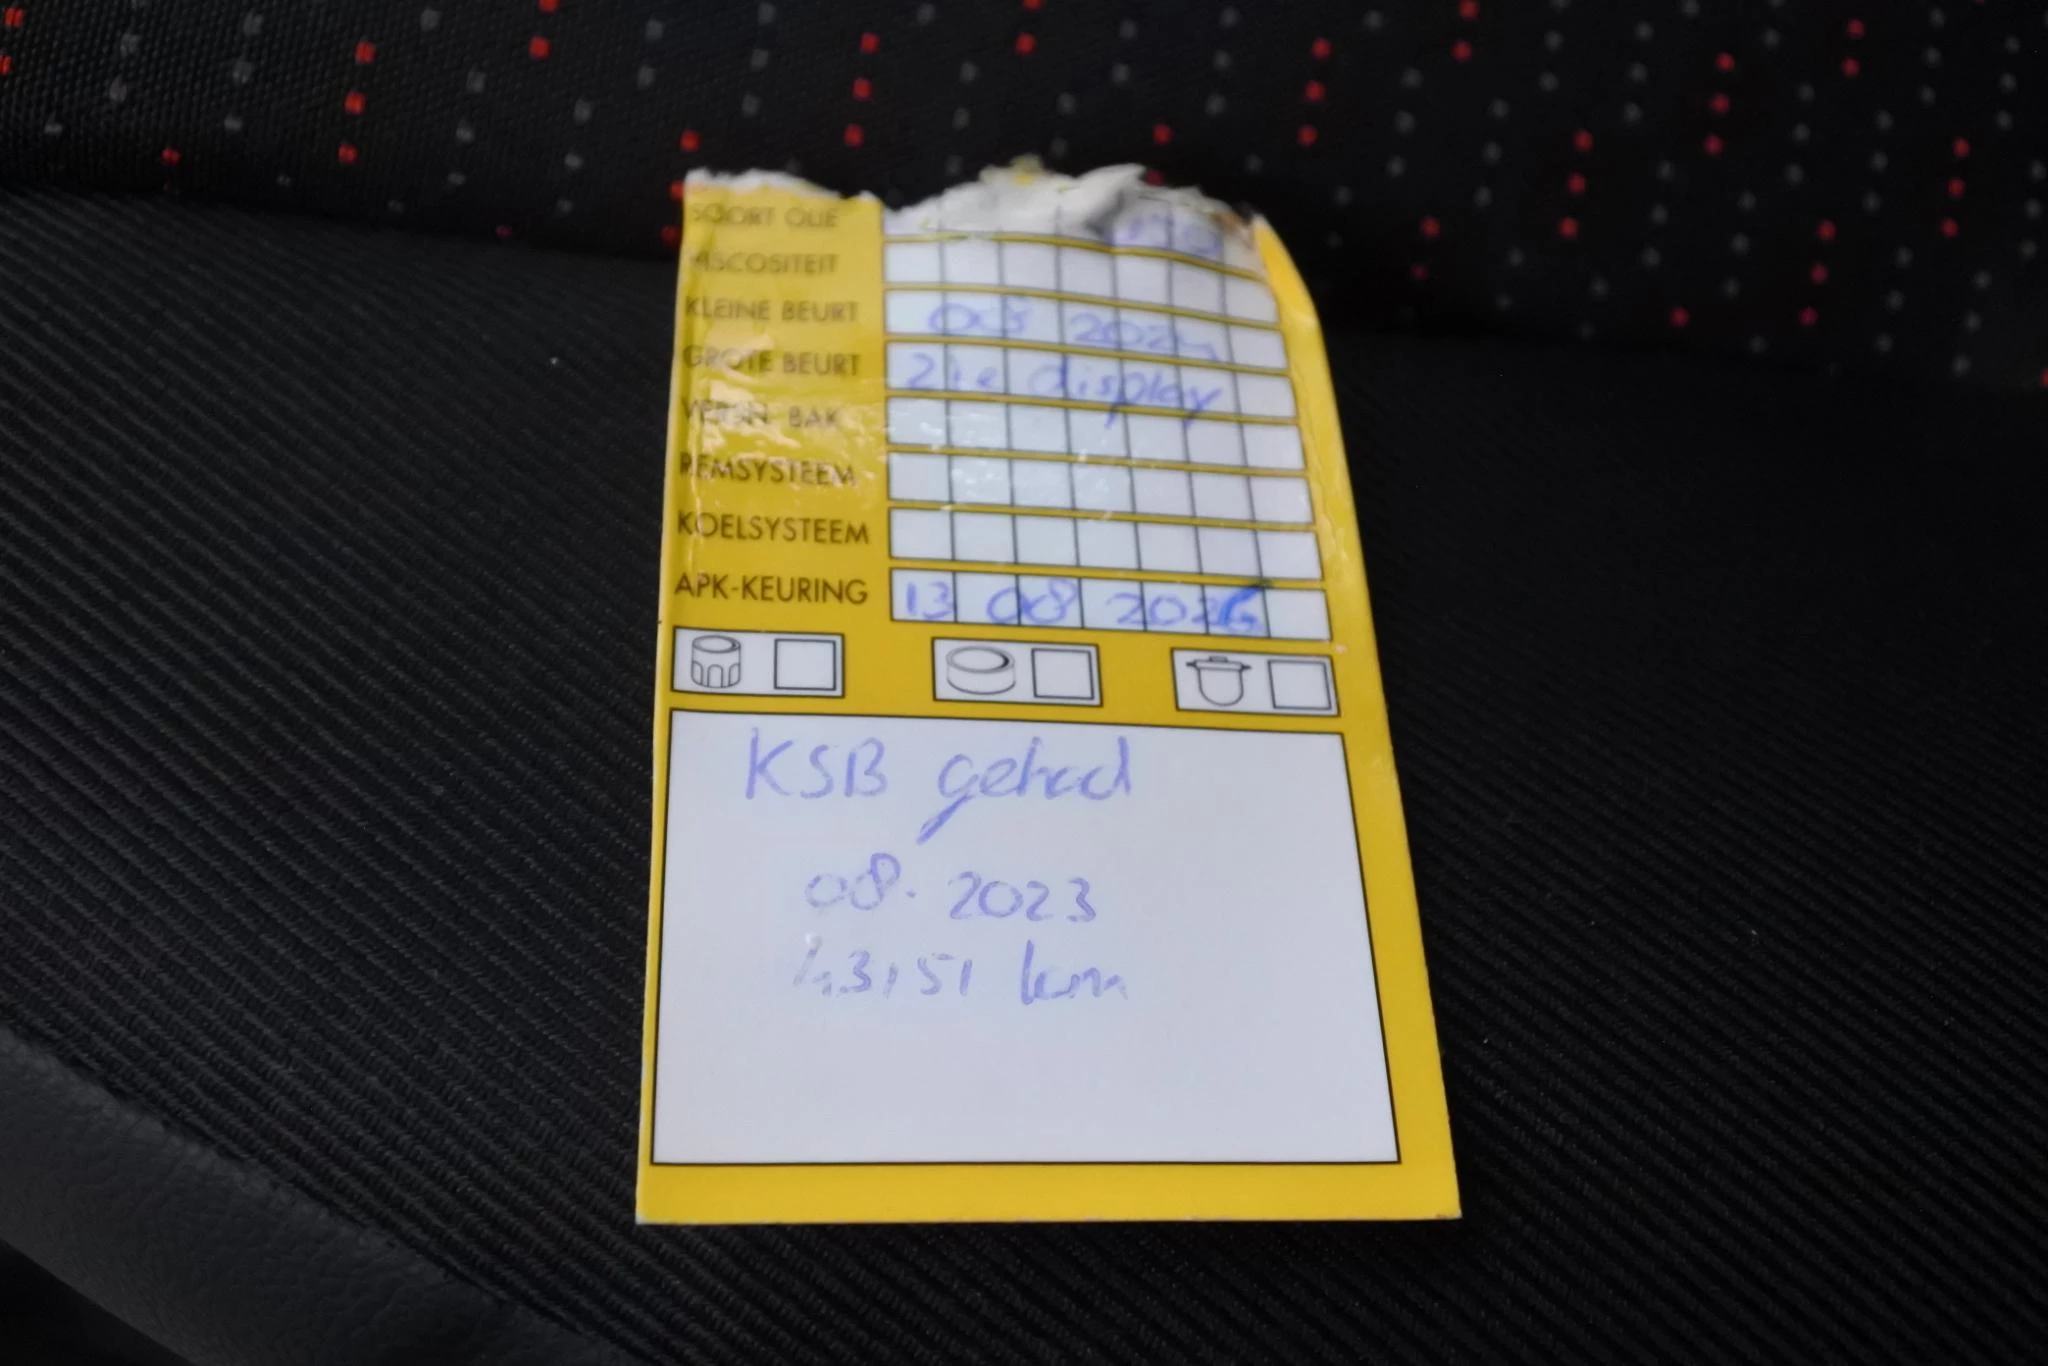 SOORT OLIE
VISCOSITEIT
KLEINE BEURT 08 2024
GROTE BEURT zie display
VERSN. BAK
REMSYSTEEM
KOELSYSTEEM
APK-KEURING 13 08 2026
KSB gehad
08. 2023
43151 km